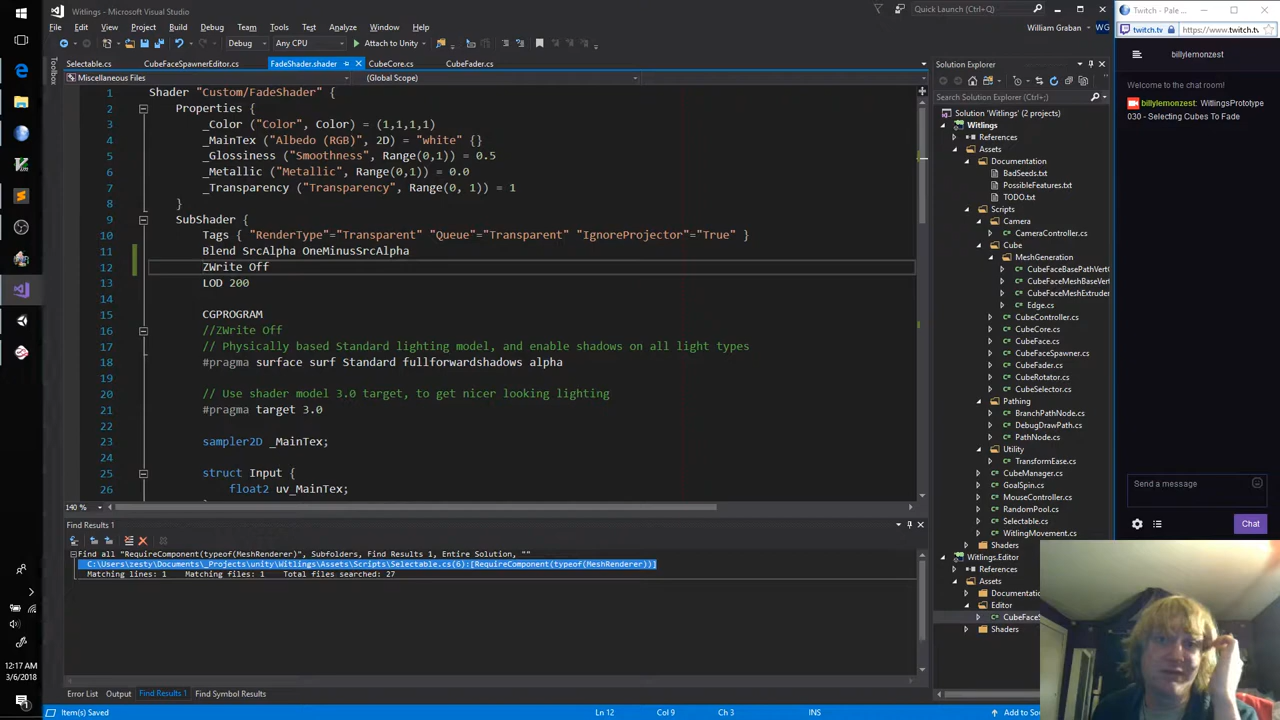 Witlings - Microsoft Visual Studio
Quick Launch (Ctrl+Q)
File Edit View Project Build Debug Team Tools Architecture Test Analyze Window Help
William Graban WG
Debug Any CPU Attach to Unity
Selectable.cs CubeFaceSpawnerEditor.cs FadeShader.shader CubeCore.cs CubeFader.cs
Miscellaneous Files (Global Scope)
1 Shader "Custom/FadeShader" {
2 Properties {
3 _Color ("Color", Color) = (1,1,1,1)
4 _MainTex ("Albedo (RGB)", 2D) = "white" {}
5 _Glossiness ("Smoothness", Range(0,1)) = 0.5
6 _Metallic ("Metallic", Range(0,1)) = 0.0
7 _Transparency ("Transparency", Range(0, 1)) = 1
8 }
9 SubShader {
10 Tags { "RenderType"="Transparent" "Queue"="Transparent" "IgnoreProjector"="True" }
11 Blend SrcAlpha OneMinusSrcAlpha
12 ZWrite Off
13 LOD 200
14
15 CGPROGRAM
16 //ZWrite Off
17 // Physically based Standard lighting model, and enable shadows on all light types
18 #pragma surface surf Standard fullforwardshadows alpha
19
20 // Use shader model 3.0 target, to get nicer looking lighting
21 #pragma target 3.0
22
23 sampler2D _MainTex;
24
25 struct Input {
26 float2 uv_MainTex;
140 %
Find Results 1
Find all "RequireComponent(typeof(MeshRenderer)", Subfolders, Find Results 1, Entire Solution, ""
C:\Users\zesty\Documents\_Projects\unity\Witlings\Assets\Scripts\Selectable.cs(6):[RequireComponent(typeof(MeshRenderer))]
Matching lines: 1 Matching files: 1 Total files searched: 27
Error List Output Find Results 1 Find Symbol Results
Item(s) Saved Ln 12 Col 9 Ch 3 INS Add to So
Toolbox
12:17 AM
3/6/2018
Solution Explorer
Search Solution Explorer (Ctrl+;)
Solution 'Witlings' (2 projects)
Witlings
References
Assets
Documentation
BadSeeds.txt
PossibleFeatures.txt
TODO.txt
Scripts
Camera
CameraController.cs
Cube
MeshGeneration
CubeFaceBasePathVert
CubeFaceMeshBaseVer
CubeFaceMeshExtruder
Edge.cs
CubeController.cs
CubeCore.cs
CubeFace.cs
CubeFaceSpawner.cs
CubeFader.cs
CubeRotator.cs
CubeSelector.cs
Pathing
BranchPathNode.cs
DebugDrawPath.cs
PathNode.cs
Utility
TransformEase.cs
CubeManager.cs
GoalSpin.cs
MouseController.cs
RandomPool.cs
Selectable.cs
WitlingMovement.cs
Shaders
Witlings.Editor
References
Assets
Documentatio
Editor
CubeFaceS
Shaders
Twitch - Pale ...
twitch.tv https://www.twitch.tv
billylemonzest
Welcome to the chat room!
billylemonzest: WitlingsPrototype
030 - Selecting Cubes To Fade
Send a message
Chat